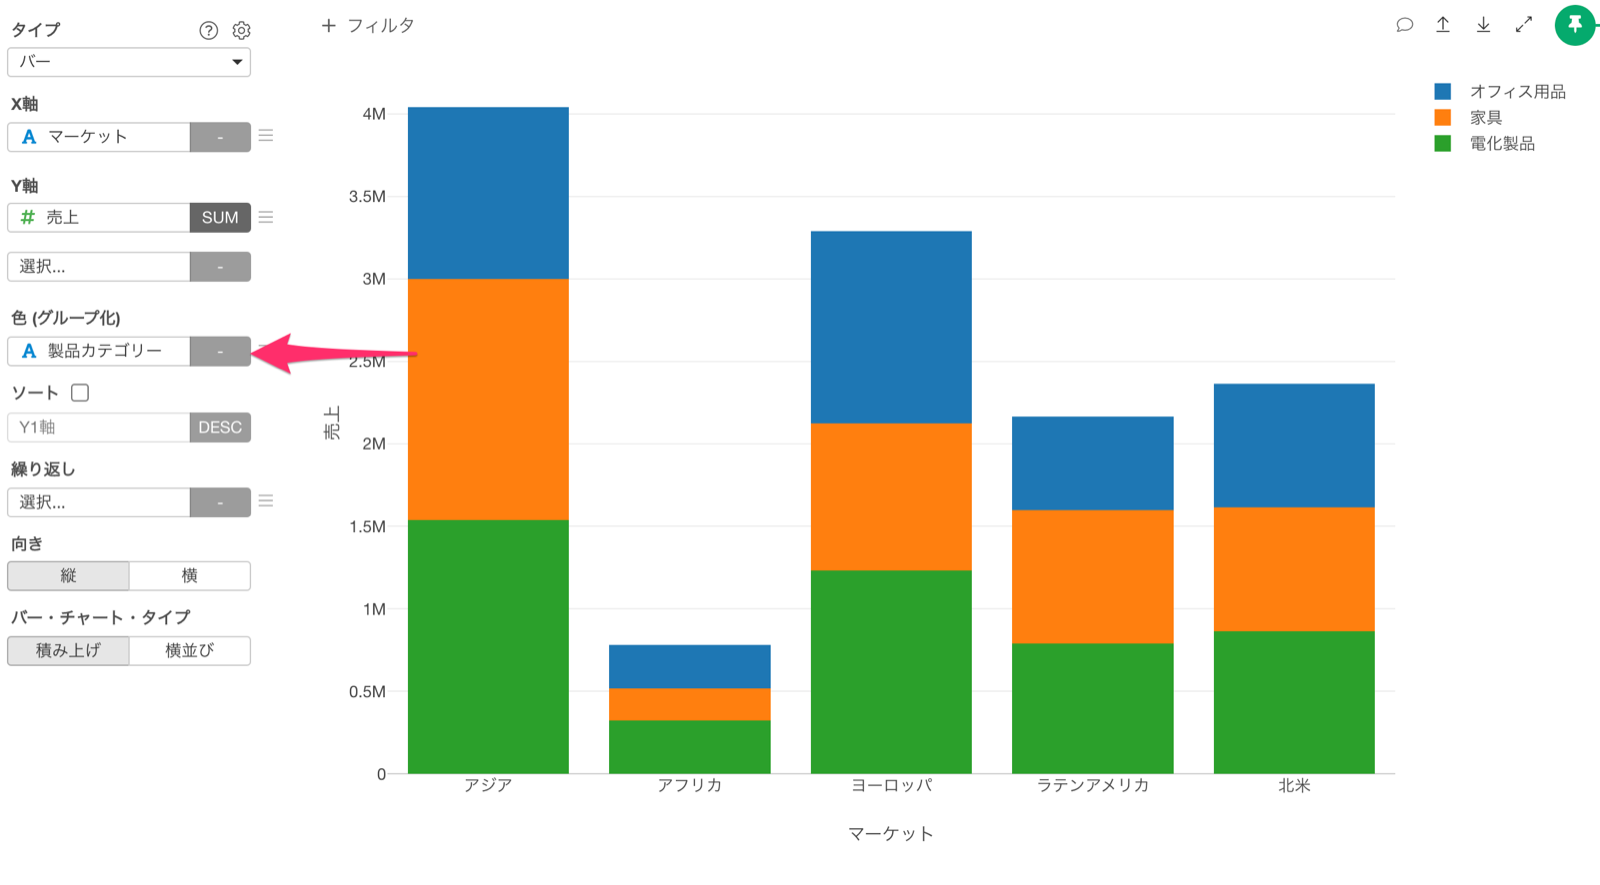 タイプ
バー
X軸
A マーケット -
Y軸
# 売上 SUM
選択... -
色 (グループ化)
A 製品カテゴリー -
ソート
Y1軸 DESC
繰り返し
選択... -
向き
縦 横
バー・チャート・タイプ
積み上げ 横並び
+ フィルタ
4M
3.5M
3M
2.5M
2M
1.5M
1M
0.5M
0
売上
アジア アフリカ ヨーロッパ ラテンアメリカ 北米
マーケット
オフィス用品
家具
電化製品